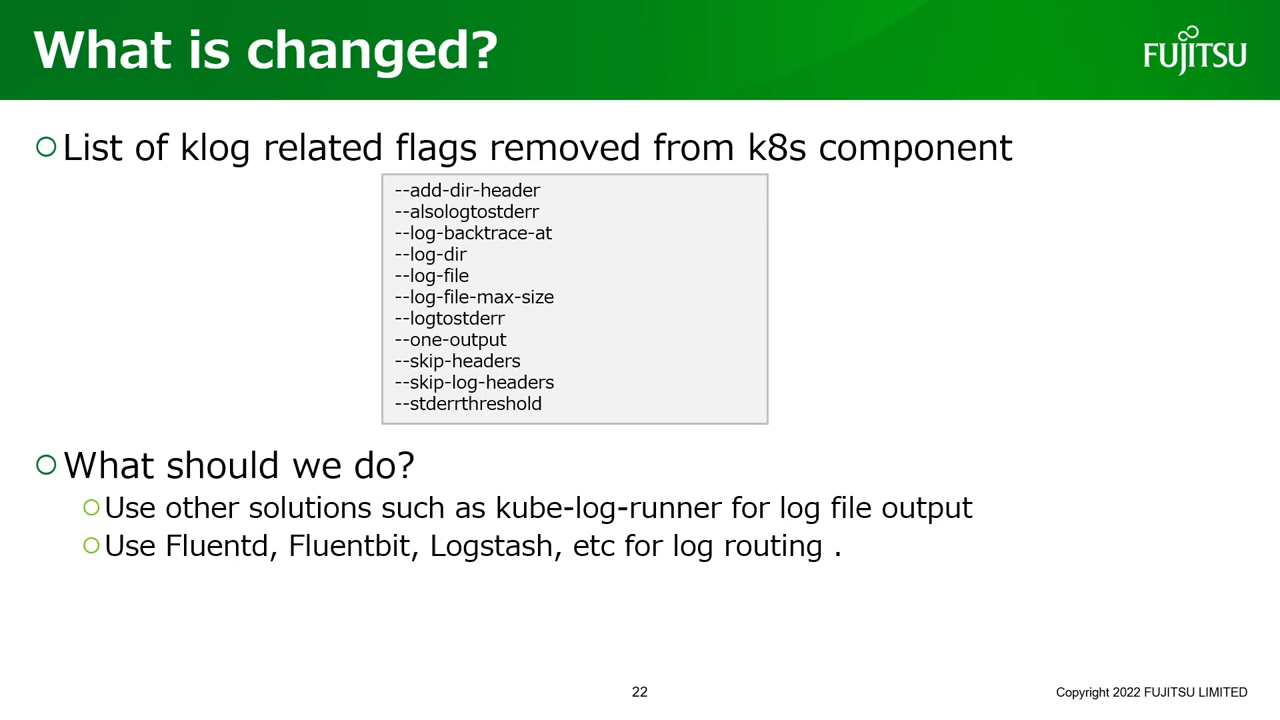 What is changed?
FUJITSU
List of klog related flags removed from k8s component
--add-dir-header
--alsologtostderr
--log-backtrace-at
--log-dir
--log-file
--log-file-max-size
--logtostderr
--one-output
--skip-headers
--skip-log-headers
--stderrthreshold
What should we do?
Use other solutions such as kube-log-runner for log file output
Use Fluentd, Fluentbit, Logstash, etc for log routing .
22
Copyright 2022 FUJITSU LIMITED